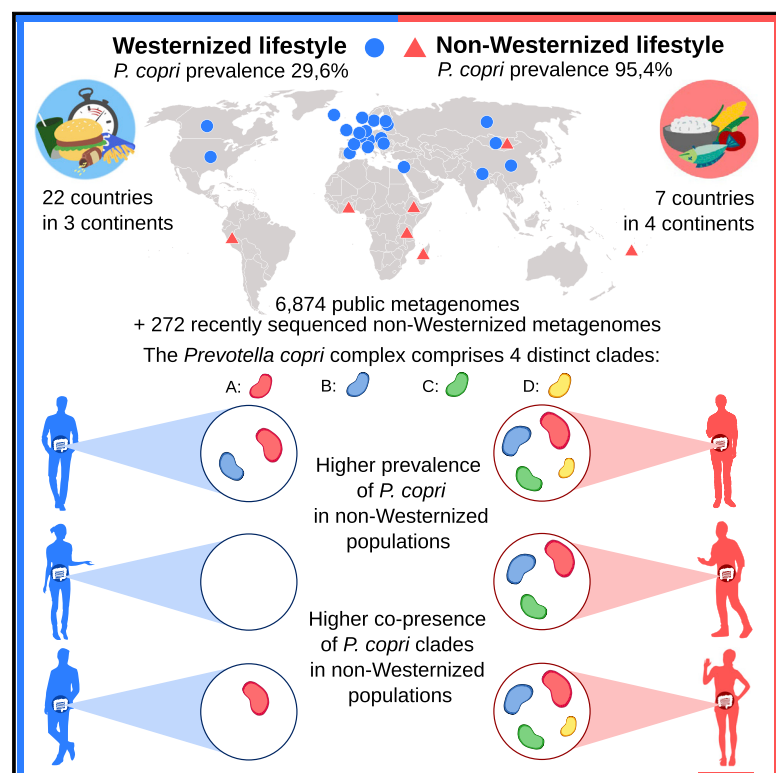 Westernized lifestyle
P. copri prevalence 29,6%
Non-Westernized lifestyle
P. copri prevalence 95,4%
22 countries
in 3 continents
7 countries
in 4 continents
6,874 public metagenomes
+ 272 recently sequenced non-Westernized metagenomes
The Prevotella copri complex comprises 4 distinct clades:
A:
B:
C:
D:
Higher prevalence
of P. copri
in non-Westernized
populations
Higher co-presence
of P. copri clades
in non-Westernized
populations